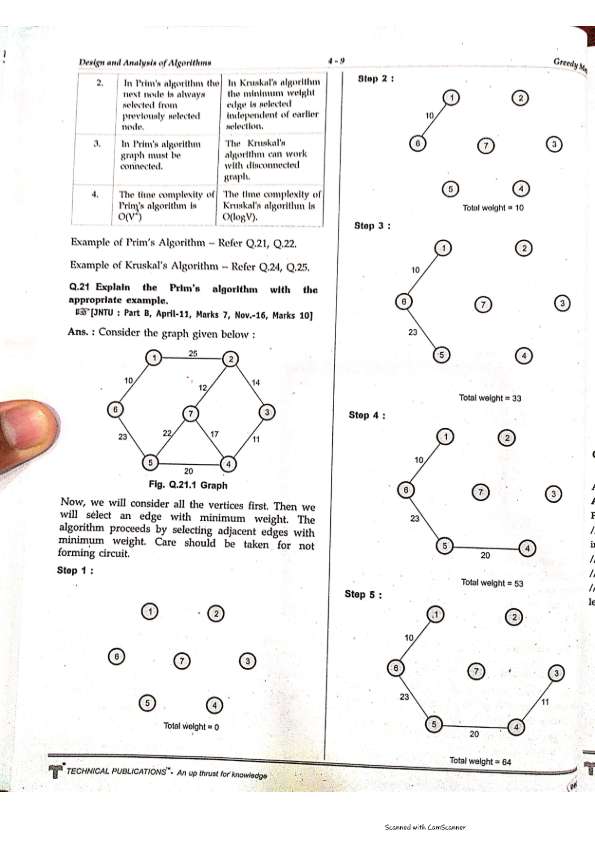 Design and Analysis of Algorithms
4 - 9
2.
In Prim's algorithm the
next node is always
selected from
previously selected
node.
In Kruskal's algorithm
the minimum weight
edge is selected
independent of earlier
selection.
3.
In Prim's algorithm
graph must be
connected.
The Kruskal's
algorithm can work
with disconnected
graph.
4.
The time complexity of
Prim's algorithm is
O(V²)
The time complexity of
Kruskal's algorithm is
O(logV).
Example of Prim's Algorithm – Refer Q.21, Q.22.
Example of Kruskal's Algorithm – Refer Q.24, Q.25.
Q.21 Explain the Prim's algorithm with the
appropriate example.
[JNTU : Part B, April-11, Marks 7, Nov.-16, Marks 10]
Ans. : Consider the graph given below :
25
1 2
10 12 14
6 7 3
23 22 17 11
5 4
20
Fig. Q.21.1 Graph
Now, we will consider all the vertices first. Then we
will select an edge with minimum weight. The
algorithm proceeds by selecting adjacent edges with
minimum weight. Care should be taken for not
forming circuit.
Step 1 :
1 2
6 7 3
5 4
Total weight = 0
Greedy
Step 2 :
1 2
10
6 7 3
5 4
Total weight = 10
Step 3 :
1 2
10
6 7 3
23
5 4
Total weight = 33
Step 4 :
1 2
10
6 7 3
23
5 4
20
Total weight = 53
Step 5 :
1 2
10
6 7 3
23 11
5 4
20
Total weight = 64
TECHNICAL PUBLICATIONS™- An up thrust for knowledge
Scanned with CamScanner